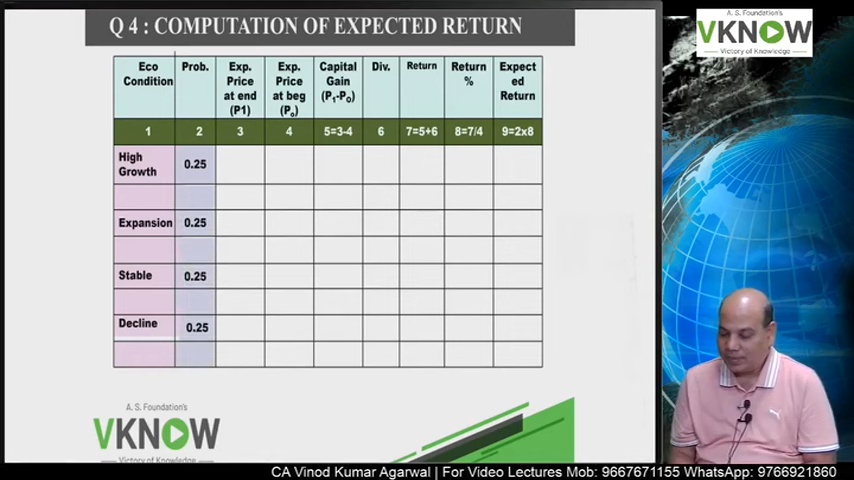 Q 4 : COMPUTATION OF EXPECTED RETURN
A. S. Foundation's
VKNOW
Victory of Knowledge
Eco Condition Prob. Exp. Price at end (P1) Exp. Price at beg (P₀) Capital Gain (P₁-P₀) Div. Return Return % Expect ed Return
1 2 3 4 5=3-4 6 7=5+6 8=7/4 9=2x8
High Growth 0.25
Expansion 0.25
Stable 0.25
Decline 0.25
A. S. Foundation's
VKNOW
Victory of Knowledge
CA Vinod Kumar Agarwal | For Video Lectures Mob: 9667671155 WhatsApp: 9766921860